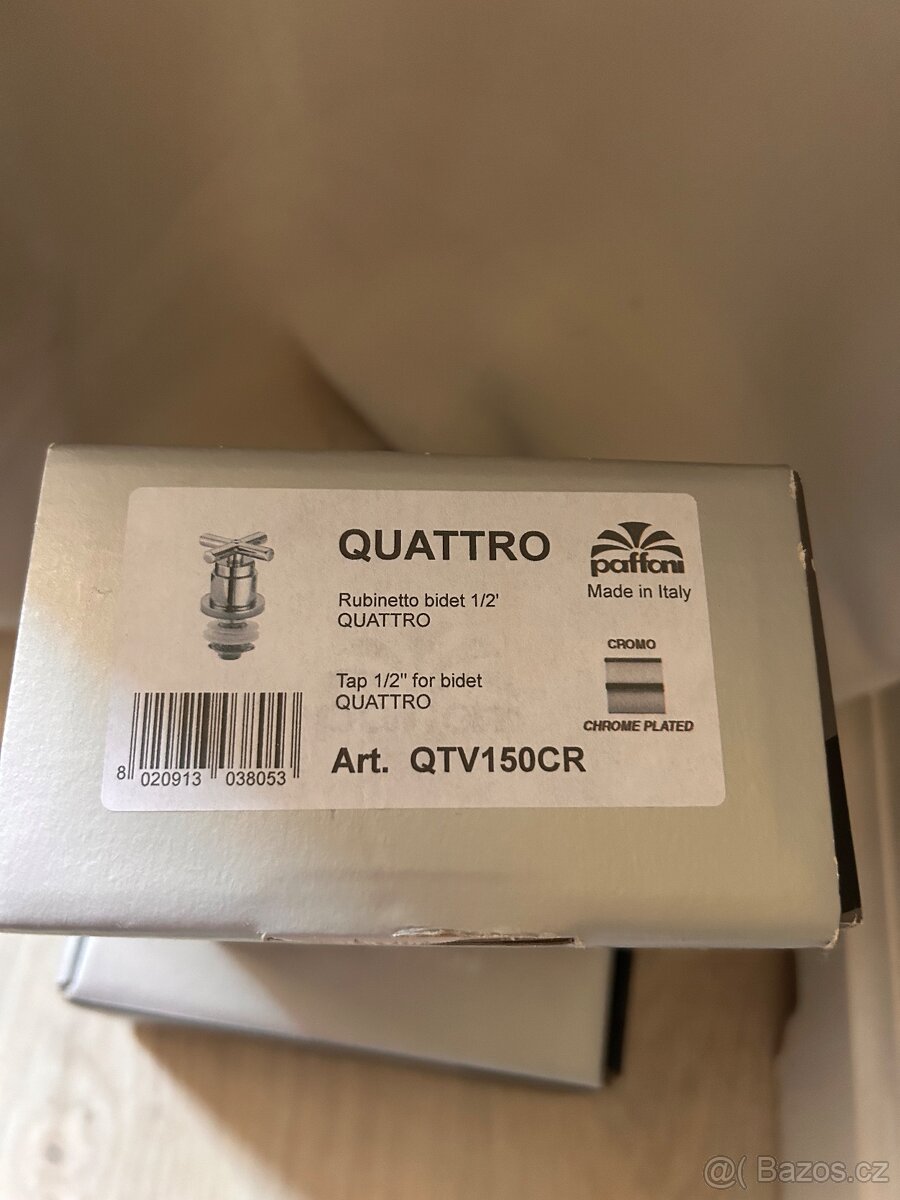 QUATTRO
Rubinetto bidet 1/2'
QUATTRO
Tap 1/2" for bidet
QUATTRO
Art. QTV150CR
paffoni
Made in Italy
CROMO
CHROME PLATED
8 020913 038053
@( Bazos.cz